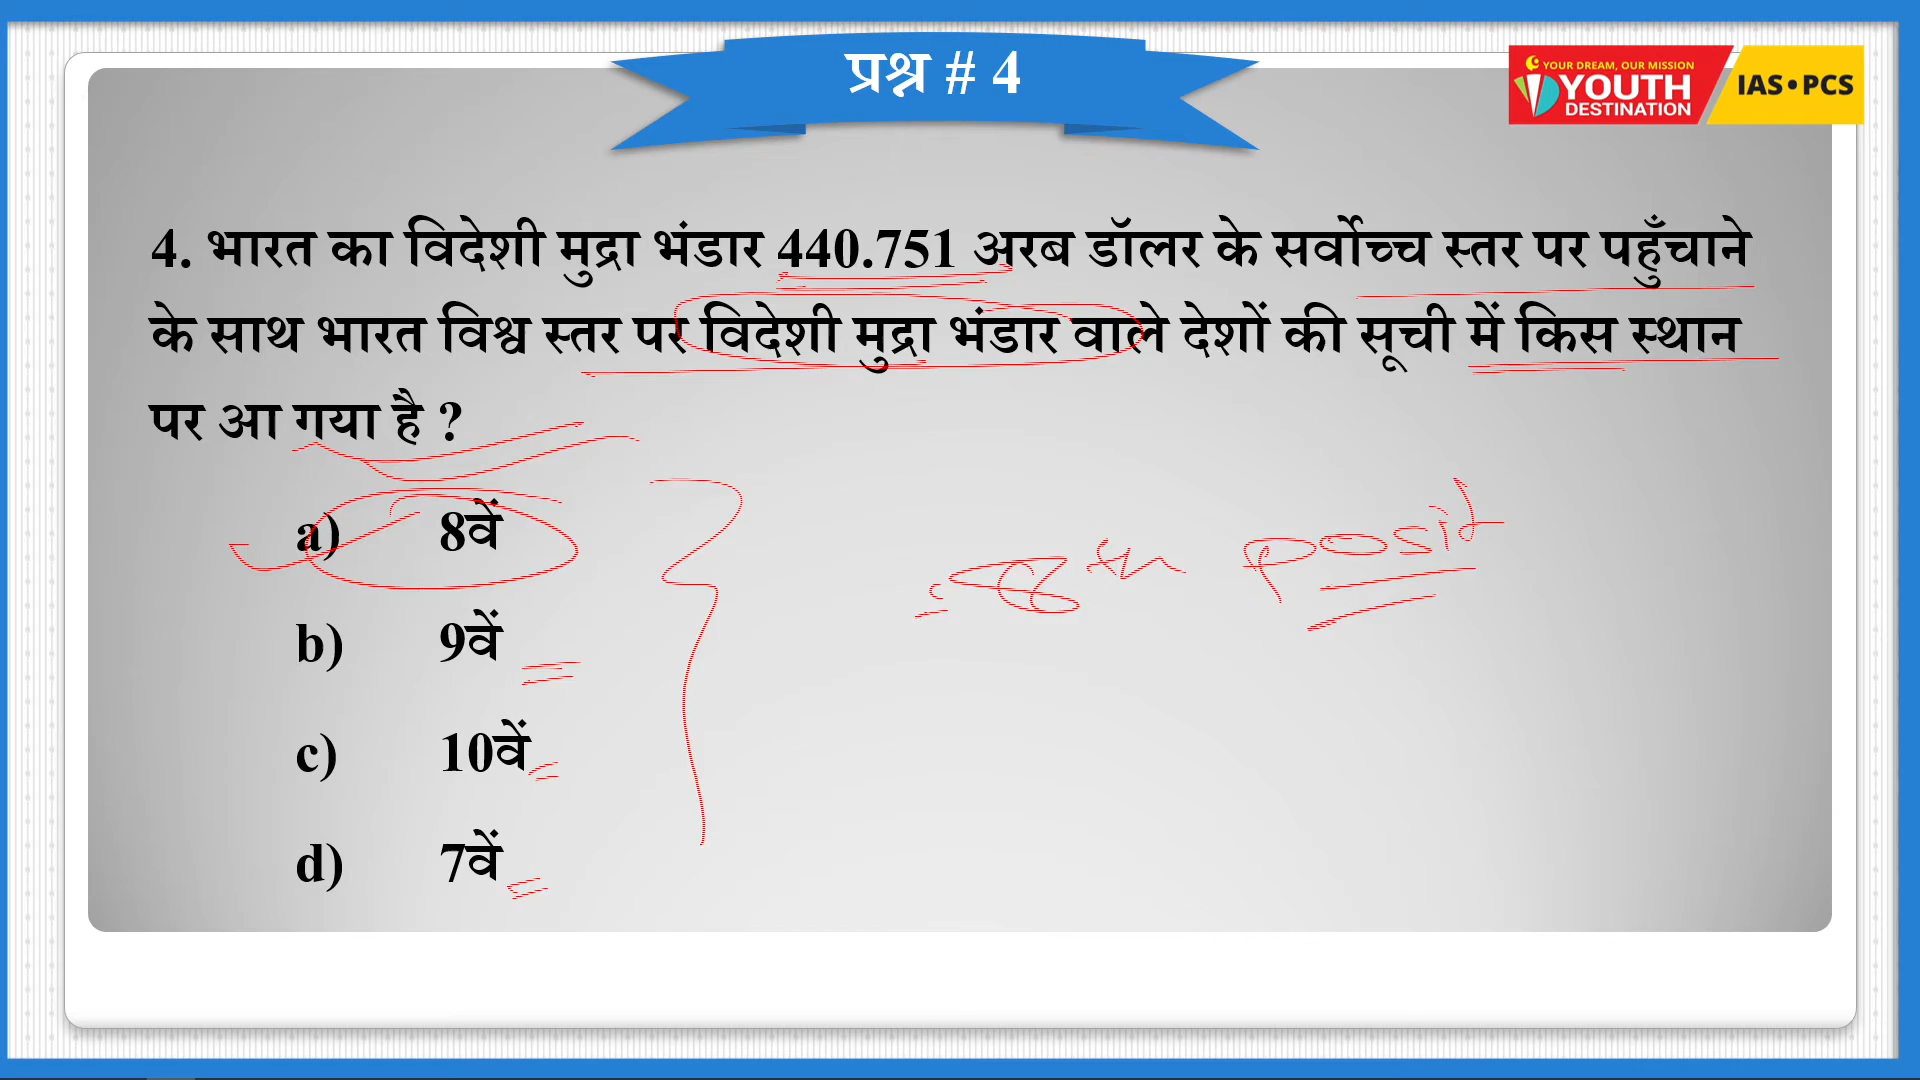 प्रश्न # 4
YOUR DREAM, OUR MISSION
YOUTH
DESTINATION
IAS•PCS
4. भारत का विदेशी मुद्रा भंडार 440.751 अरब डॉलर के सर्वोच्च स्तर पर पहुँचाने
के साथ भारत विश्व स्तर पर विदेशी मुद्रा भंडार वाले देशों की सूची में किस स्थान
पर आ गया है ?
a) 8वें
8th posit
b) 9वें
c) 10वें
d) 7वें